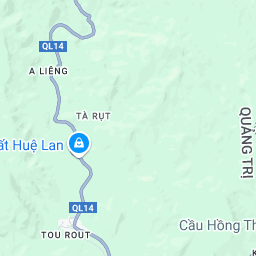 QL14
A LIÊNG
TÀ RỤT
ất Huệ Lan
QUẢNG TRỊ
QL14
TOU ROUT
Cầu Hồng Th